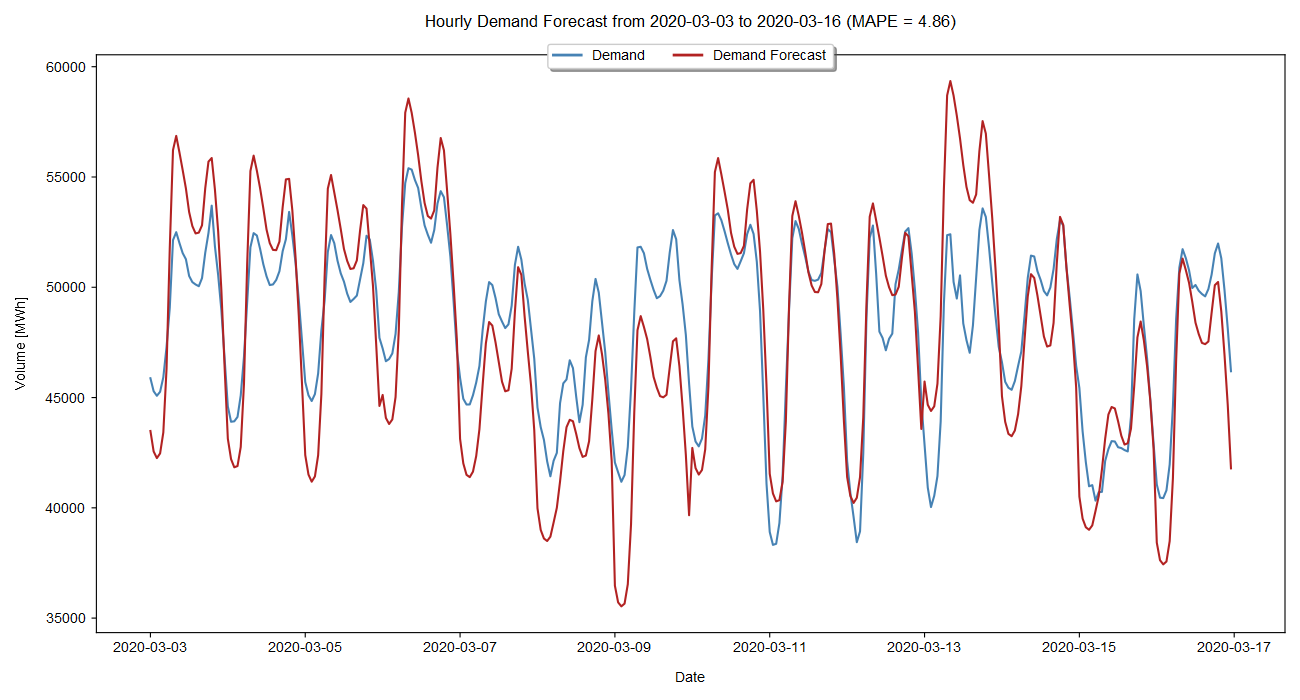 Hourly Demand Forecast from 2020-03-03 to 2020-03-16 (MAPE = 4.86)
Demand Demand Forecast
60000
55000
50000
45000
40000
35000
Volume [MWh]
2020-03-03 2020-03-05 2020-03-07 2020-03-09 2020-03-11 2020-03-13 2020-03-15 2020-03-17
Date